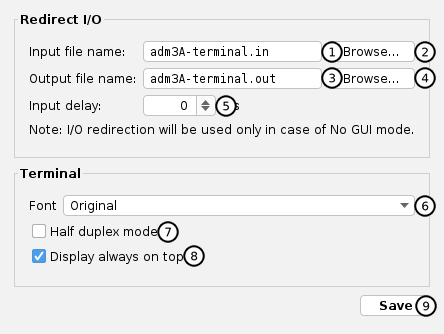 Redirect I/O
Input file name: adm3A-terminal.in 1 Browse... 2
Output file name: adm3A-terminal.out 3 Browse... 4
Input delay: 0 5 s
Note: I/O redirection will be used only in case of No GUI mode.
Terminal
Font Original 6
Half duplex mode 7
Display always on top 8
Save 9